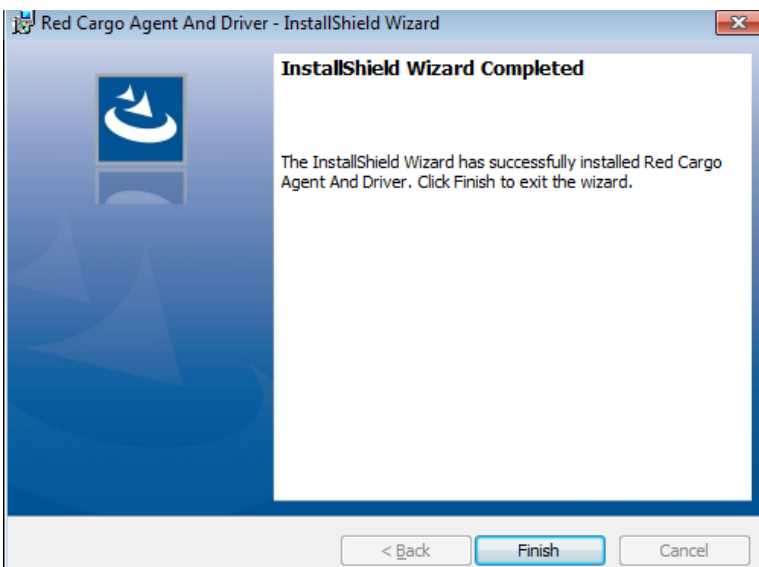 Red Cargo Agent And Driver - InstallShield Wizard
InstallShield Wizard Completed
The InstallShield Wizard has successfully installed Red Cargo
Agent And Driver. Click Finish to exit the wizard.
< Back
Finish
Cancel